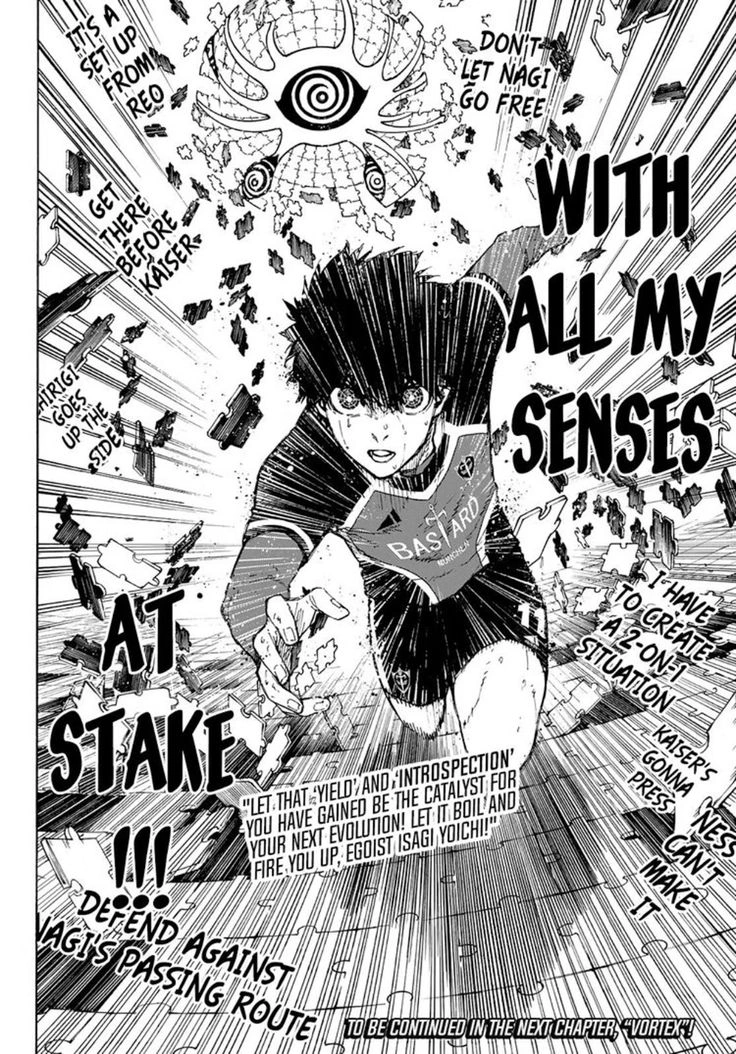 IT'S A
SET UP
FROM
REO
DON'T
LET NAGI
GO FREE
WITH
ALL MY
SENSES
GET
THERE
BEFORE
KAISER
HIRIGI
GOES
UP THE
SIDE
BASTARD
MÜNCHEN
11
AT
STAKE
!!!
I HAVE
TO CREATE
A 2-ON-1
SITUATION
KAISER'S
GONNA
PRESS
NESS
CAN'T
MAKE
IT
"LET THAT 'YIELD' AND 'INTROSPECTION'
YOU HAVE GAINED BE THE CATALYST FOR
YOUR NEXT EVOLUTION! LET IT BOIL AND
FIRE YOU UP, EGOIST ISAGI YOICHI!"
DEFEND AGAINST
NAGI'S PASSING ROUTE
TO BE CONTINUED IN THE NEXT CHAPTER, "VORTEX"!